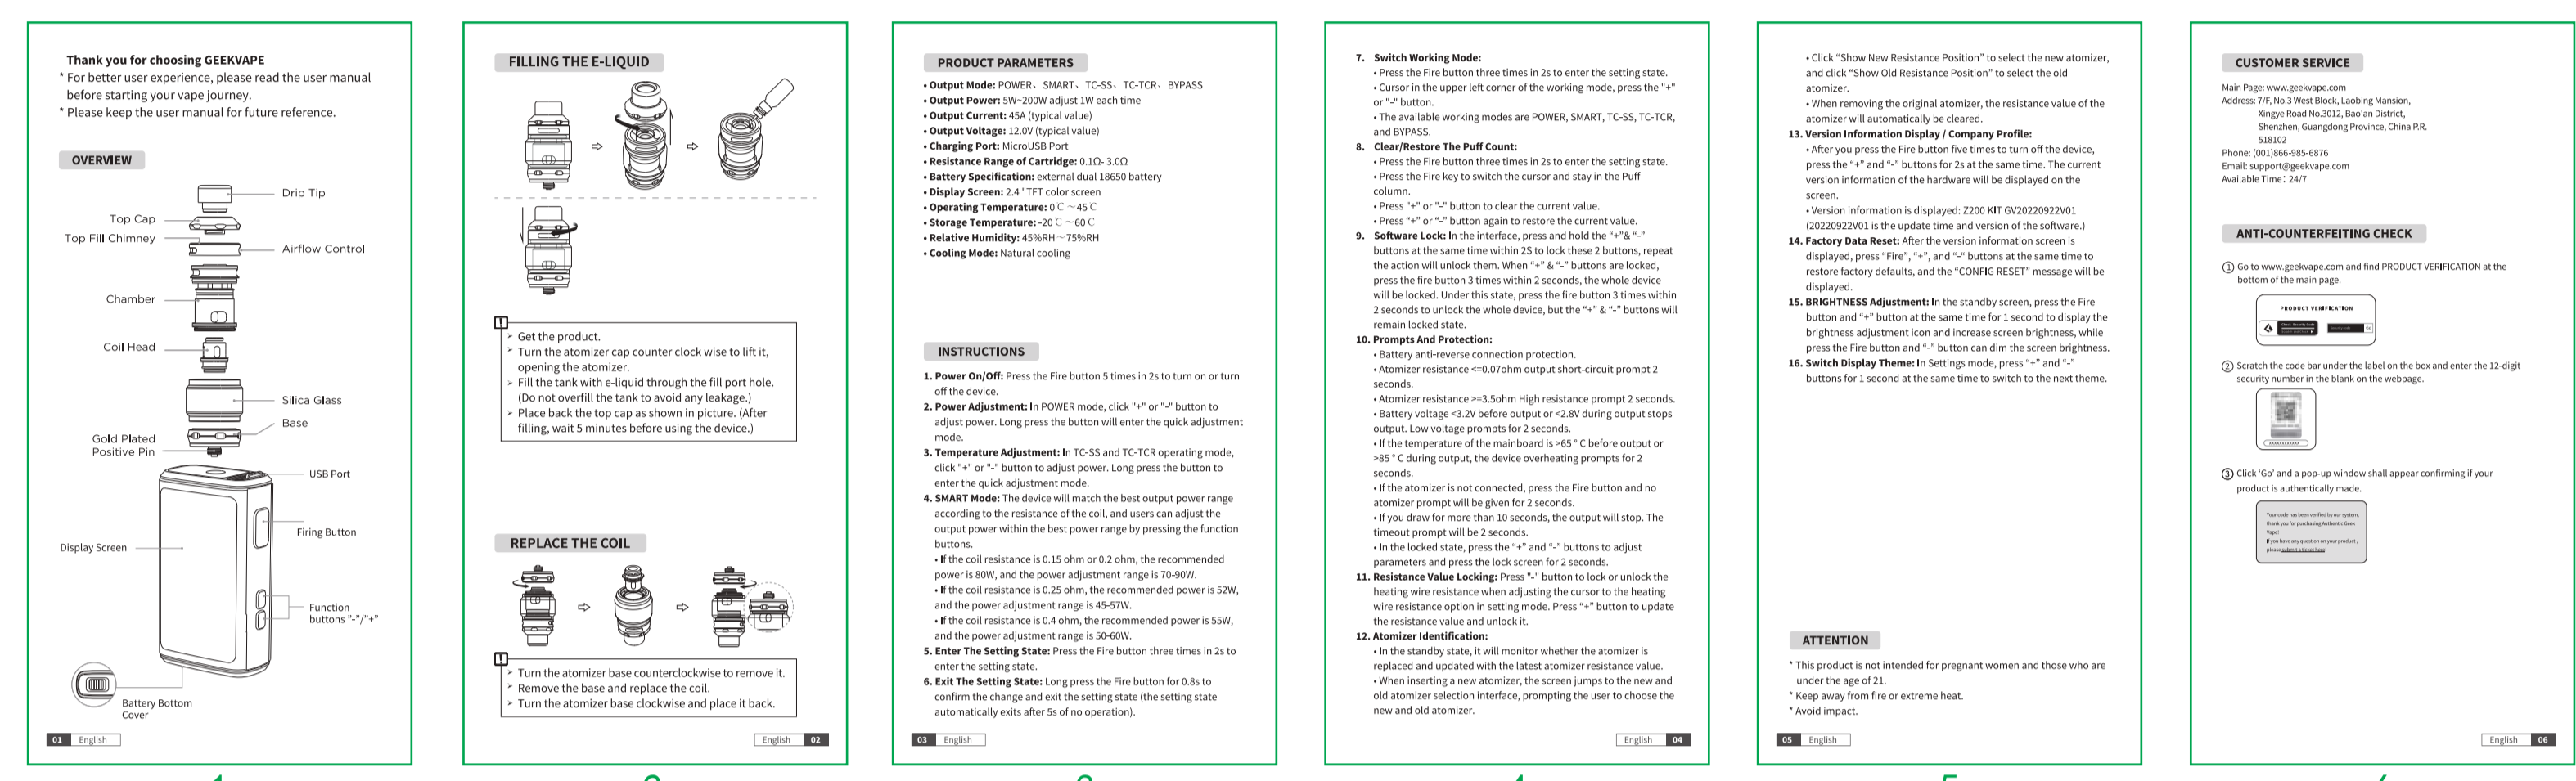 Thank you for choosing GEEKVAPE
* For better user experience, please read the user manual
before starting your vape journey.
* Please keep the user manual for future reference.
OVERVIEW
Drip Tip
Top Cap
Top Fill Chimney
Airflow Control
Chamber
Coil Head
Silica Glass
Base
Gold Plated
Positive Pin
USB Port
Firing Button
Display Screen
Function
buttons "-"/"+"
Battery Bottom
Cover
01 English
FILLING THE E-LIQUID
➢ Get the product.
➢ Turn the atomizer cap counter clock wise to lift it,
opening the atomizer.
➢ Fill the tank with e-liquid through the fill port hole.
(Do not overfill the tank to avoid any leakage.)
➢ Place back the top cap as shown in picture. (After
filling, wait 5 minutes before using the device.)
REPLACE THE COIL
➢ Turn the atomizer base counterclockwise to remove it.
➢ Remove the base and replace the coil.
➢ Turn the atomizer base clockwise and place it back.
English 02
PRODUCT PARAMETERS
• Output Mode: POWER、SMART、TC-SS、TC-TCR、BYPASS
• Output Power: 5W~200W adjust 1W each time
• Output Current: 45A (typical value)
• Output Voltage: 12.0V (typical value)
• Charging Port: MicroUSB Port
• Resistance Range of Cartridge: 0.1Ω- 3.0Ω
• Battery Specification: external dual 18650 battery
• Display Screen: 2.4 "TFT color screen
• Operating Temperature: 0℃ ~45℃
• Storage Temperature: -20℃ ~60℃
• Relative Humidity: 45%RH~75%RH
• Cooling Mode: Natural cooling
INSTRUCTIONS
1. Power On/Off: Press the Fire button 5 times in 2s to turn on or turn
off the device.
2. Power Adjustment: In POWER mode, click "+" or "-" button to
adjust power. Long press the button will enter the quick adjustment
mode.
3. Temperature Adjustment: In TC-SS and TC-TCR operating mode,
click "+" or "-" button to adjust power. Long press the button to
enter the quick adjustment mode.
4. SMART Mode: The device will match the best output power range
according to the resistance of the coil, and users can adjust the
output power within the best power range by pressing the function
buttons.
• If the coil resistance is 0.15 ohm or 0.2 ohm, the recommended
power is 80W, and the power adjustment range is 70-90W.
• If the coil resistance is 0.25 ohm, the recommended power is 52W,
and the power adjustment range is 45-57W.
• If the coil resistance is 0.4 ohm, the recommended power is 55W,
and the power adjustment range is 50-60W.
5. Enter The Setting State: Press the Fire button three times in 2s to
enter the setting state.
6. Exit The Setting State: Long press the Fire button for 0.8s to
confirm the change and exit the setting state (the setting state
automatically exits after 5s of no operation).
03 English
7. Switch Working Mode:
• Press the Fire button three times in 2s to enter the setting state.
• Cursor in the upper left corner of the working mode, press the "+"
or "-" button.
• The available working modes are POWER, SMART, TC-SS, TC-TCR,
and BYPASS.
8. Clear/Restore The Puff Count:
• Press the Fire button three times in 2s to enter the setting state.
• Press the Fire key to switch the cursor and stay in the Puff
column.
• Press "+" or "-" button to clear the current value.
• Press "+" or "-" button again to restore the current value.
9. Software Lock: In the interface, press and hold the "+"& "-"
buttons at the same time within 2S to lock these 2 buttons, repeat
the action will unlock them. When "+" & "-" buttons are locked,
press the fire button 3 times within 2 seconds, the whole device
will be locked. Under this state, press the fire button 3 times within
2 seconds to unlock the whole device, but the "+" & "-" buttons will
remain locked state.
10. Prompts And Protection:
• Battery anti-reverse connection protection.
• Atomizer resistance <=0.07ohm output short-circuit prompt 2
seconds.
• Atomizer resistance >=3.5ohm High resistance prompt 2 seconds.
• Battery voltage <3.2V before output or <2.8V during output stops
output. Low voltage prompts for 2 seconds.
• If the temperature of the mainboard is >65 ° C before output or
>85 ° C during output, the device overheating prompts for 2
seconds.
• If the atomizer is not connected, press the Fire button and no
atomizer prompt will be given for 2 seconds.
• If you draw for more than 10 seconds, the output will stop. The
timeout prompt will be 2 seconds.
• In the locked state, press the "+" and "-" buttons to adjust
parameters and press the lock screen for 2 seconds.
11. Resistance Value Locking: Press "-" button to lock or unlock the
heating wire resistance when adjusting the cursor to the heating
wire resistance option in setting mode. Press "+" button to update
the resistance value and unlock it.
12. Atomizer Identification:
• In the standby state, it will monitor whether the atomizer is
replaced and updated with the latest atomizer resistance value.
• When inserting a new atomizer, the screen jumps to the new and
old atomizer selection interface, prompting the user to choose the
new and old atomizer.
English 04
• Click "Show New Resistance Position" to select the new atomizer,
and click "Show Old Resistance Position" to select the old
atomizer.
• When removing the original atomizer, the resistance value of the
atomizer will automatically be cleared.
13. Version Information Display / Company Profile:
• After you press the Fire button five times to turn off the device,
press the "+" and "-" buttons for 2s at the same time. The current
version information of the hardware will be displayed on the
screen.
• Version information is displayed: Z200 KIT GV20220922V01
(20220922V01 is the update time and version of the software.)
14. Factory Data Reset: After the version information screen is
displayed, press "Fire", "+", and "-" buttons at the same time to
restore factory defaults, and the "CONFIG RESET" message will be
displayed.
15. BRIGHTNESS Adjustment: In the standby screen, press the Fire
button and "+" button at the same time for 1 second to display the
brightness adjustment icon and increase screen brightness, while
press the Fire button and "-" button can dim the screen brightness.
16. Switch Display Theme: In Settings mode, press "+" and "-"
buttons for 1 second at the same time to switch to the next theme.
ATTENTION
* This product is not intended for pregnant women and those who are
under the age of 21.
* Keep away from fire or extreme heat.
* Avoid impact.
05 English
CUSTOMER SERVICE
Main Page: www.geekvape.com
Address: 7/F, No.3 West Block, Laobing Mansion,
Xingye Road No.3012, Bao'an District,
Shenzhen, Guangdong Province, China P.R.
518102
Phone: (001)866-985-6876
Email: support@geekvape.com
Available Time: 24/7
ANTI-COUNTERFEITING CHECK
① Go to www.geekvape.com and find PRODUCT VERIFICATION at the
bottom of the main page.
PRODUCT VERIFICATION
② Scratch the code bar under the label on the box and enter the 12-digit
security number in the blank on the webpage.
③ Click 'Go' and a pop-up window shall appear confirming if your
product is authentically made.
Your code has been verified by our system,
thank you for purchasing Authentic Geek
Vape!
If you have any question on your product,
please submit a ticket here!
English 06